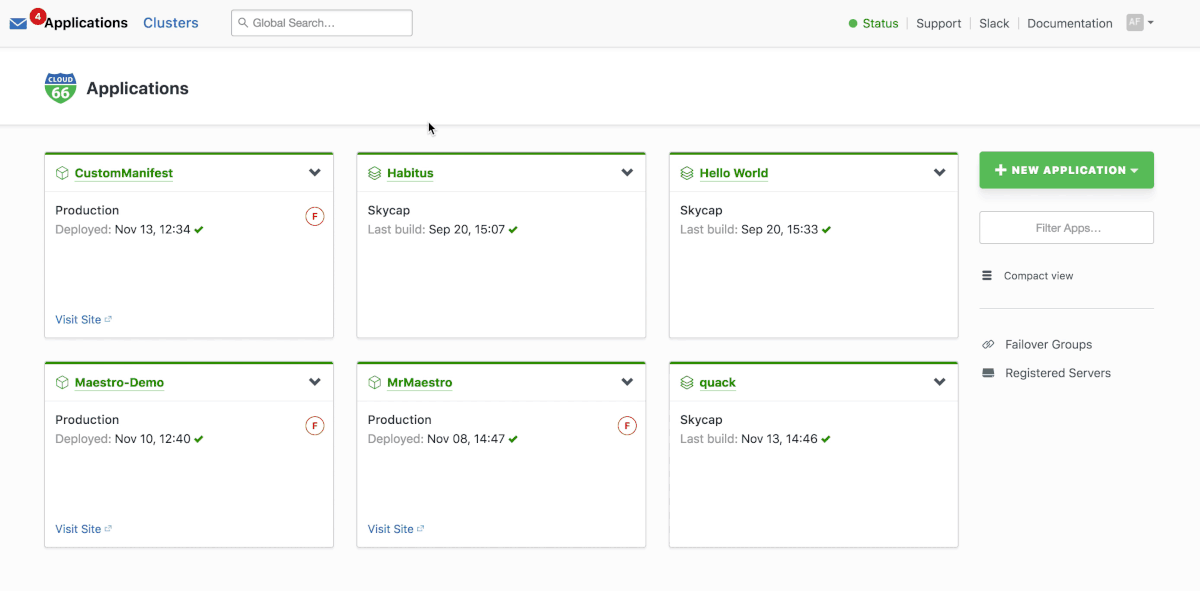 4
Applications Clusters Global Search... Status Support Slack Documentation AF
CLOUD 66
Applications
CustomManifest
Production
Deployed: Nov 13, 12:34
F
Visit Site
Habitus
Skycap
Last build: Sep 20, 15:07
Hello World
Skycap
Last build: Sep 20, 15:33
NEW APPLICATION
Filter Apps...
Compact view
Failover Groups
Registered Servers
Maestro-Demo
Production
Deployed: Nov 10, 12:40
F
Visit Site
MrMaestro
Production
Deployed: Nov 08, 14:47
F
Visit Site
quack
Skycap
Last build: Nov 13, 14:46